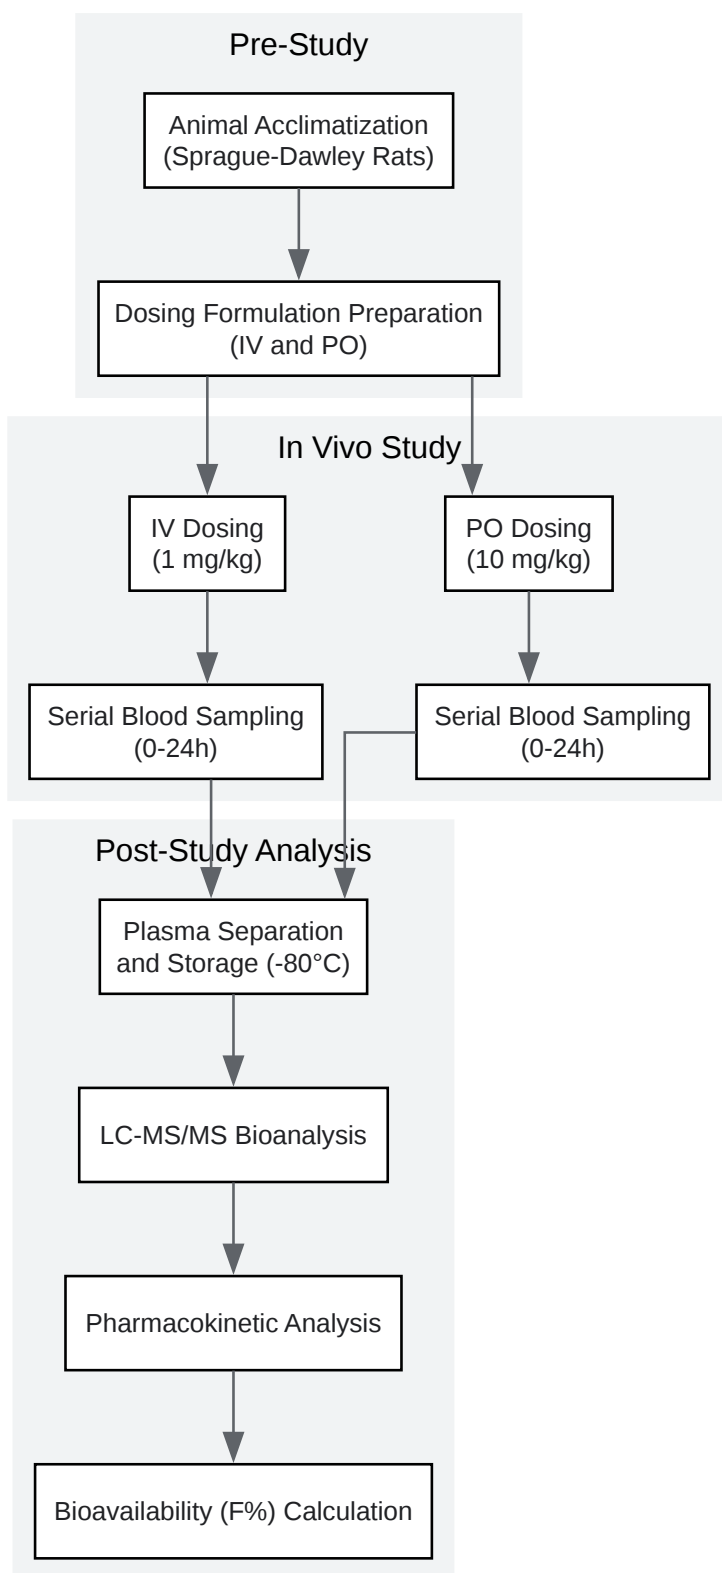 Pre-Study
Animal Acclimatization
(Sprague-Dawley Rats)
Dosing Formulation Preparation
(IV and PO)
In Vivo Study
IV Dosing
(1 mg/kg)
PO Dosing
(10 mg/kg)
Serial Blood Sampling
(0-24h)
Serial Blood Sampling
(0-24h)
Post-Study Analysis
Plasma Separation
and Storage (-80°C)
LC-MS/MS Bioanalysis
Pharmacokinetic Analysis
Bioavailability (F%) Calculation